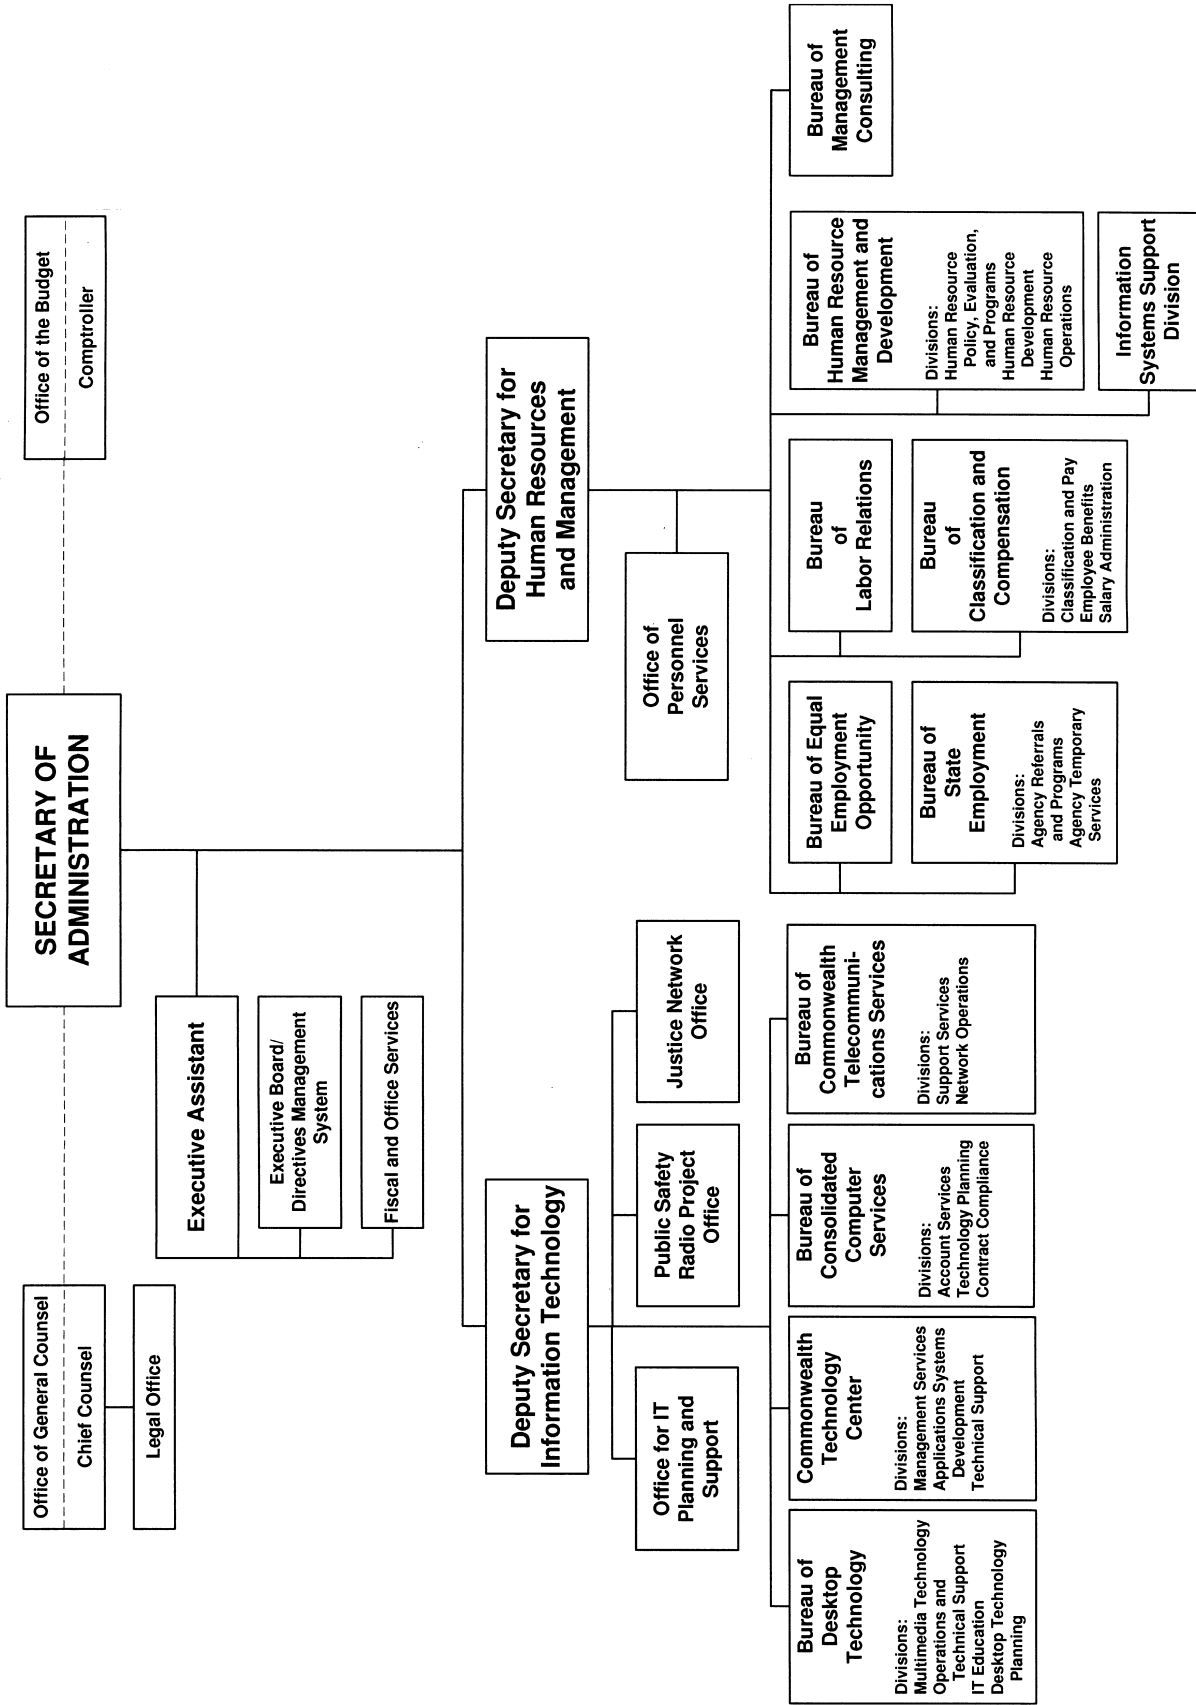 SECRETARY OF
ADMINISTRATION
Office of General Counsel
Chief Counsel
Legal Office
Office of the Budget
Comptroller
Executive Assistant
Executive Board/
Directives Management
System
Fiscal and Office Services
Deputy Secretary for
Information Technology
Deputy Secretary for
Human Resources
and Management
Office for IT
Planning and
Support
Public Safety
Radio Project
Office
Justice Network
Office
Office of
Personnel
Services
Bureau of
Desktop
Technology
Divisions:
Multimedia Technology
Operations and
Technical Support
IT Education
Desktop Technology
Planning
Commonwealth
Technology
Center
Divisions:
Management Services
Applications Systems
Development
Technical Support
Bureau of
Consolidated
Computer
Services
Divisions:
Account Services
Technology Planning
Contract Compliance
Bureau of
Commonwealth
Telecommuni-
cations Services
Divisions:
Support Services
Network Operations
Bureau of Equal
Employment
Opportunity
Bureau of
State
Employment
Divisions:
Agency Referrals
and Programs
Agency Temporary
Services
Bureau
of
Labor Relations
Bureau
of
Classification and
Compensation
Divisions:
Classification and Pay
Employee Benefits
Salary Administration
Bureau of
Human Resource
Management and
Development
Divisions:
Human Resource
Policy, Evaluation,
and Programs
Human Resource
Development
Human Resource
Operations
Information
Systems Support
Division
Bureau of
Management
Consulting